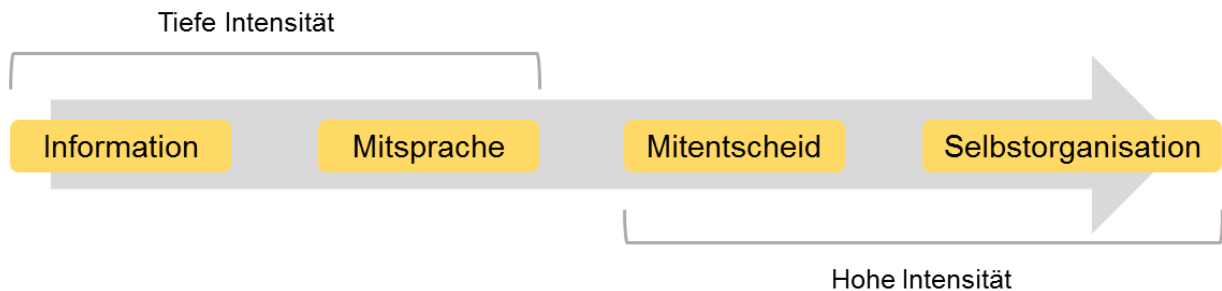 Tiefe Intensität
Information
Mitsprache
Mitentscheid
Selbstorganisation
Hohe Intensität